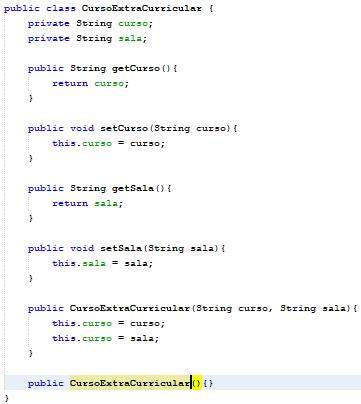 public class CursoExtraCurricular {
    private String curso;
    private String sala;

    public String getCurso(){
        return curso;
    }

    public void setCurso(String curso){
        this.curso = curso;
    }

    public String getSala(){
        return sala;
    }

    public void setSala(String sala){
        this.sala = sala;
    }

    public CursoExtraCurricular(String curso, String sala){
        this.curso = curso;
        this.curso = sala;
    }

    public CursoExtraCurricular(){}
}